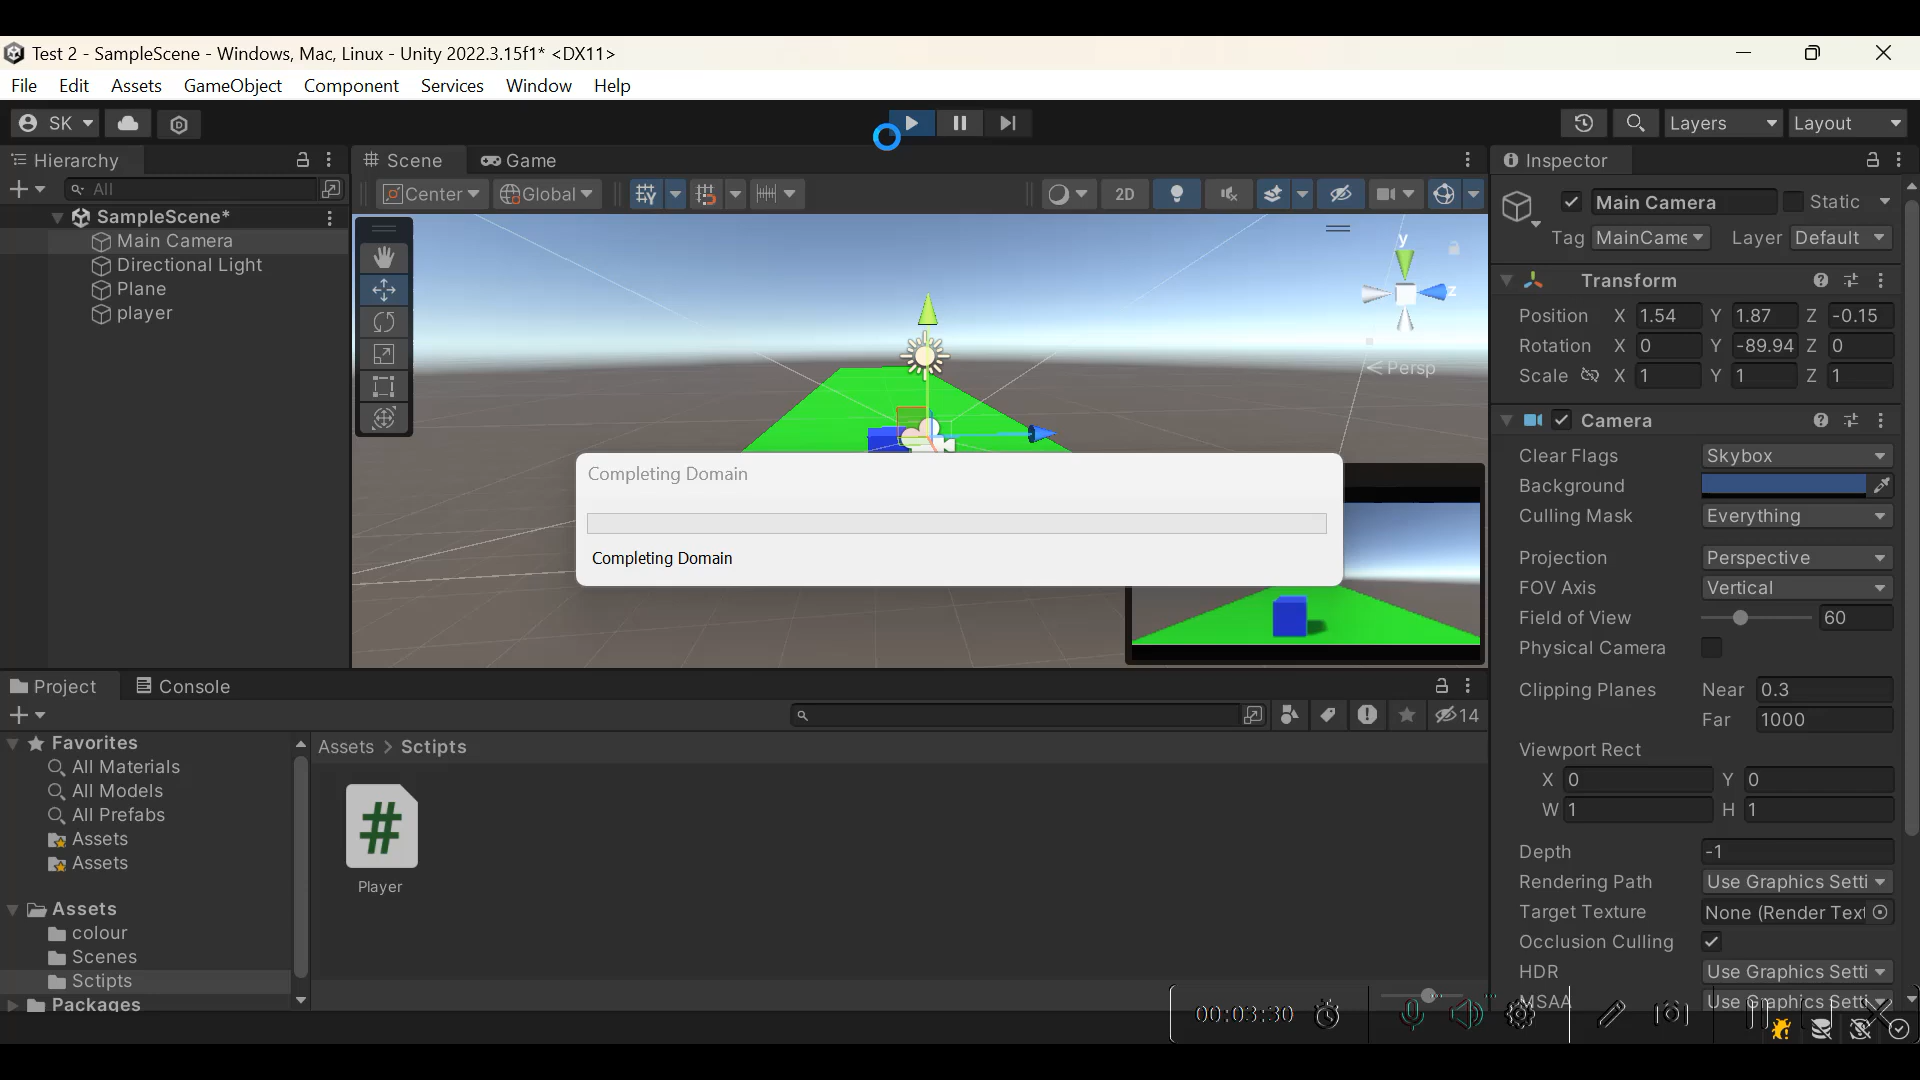 Test 2 - SampleScene - Windows, Mac, Linux - Unity 2022.3.15f1* <DX11>
File Edit Assets GameObject Component Services Window Help
SK Layers Layout
Hierarchy
All
SampleScene*
Main Camera
Directional Light
Plane
player
Scene Game
Center Global 2D
y
z
Persp
Completing Domain
Completing Domain
Inspector
Main Camera Static
Tag MainCame Layer Default
Transform
Position X 1.54 Y 1.87 Z -0.15
Rotation X 0 Y -89.94 Z 0
Scale X 1 Y 1 Z 1
Camera
Clear Flags Skybox
Background
Culling Mask Everything
Projection Perspective
FOV Axis Vertical
Field of View 60
Physical Camera
Clipping Planes Near 0.3
Far 1000
Viewport Rect
X 0 Y 0
W 1 H 1
Depth -1
Rendering Path Use Graphics Setti
Target Texture None (Render Text
Occlusion Culling
HDR Use Graphics Setti
MSAA Use Graphics Setti
Project Console
14
Favorites
All Materials
All Models
All Prefabs
Assets
Assets
Assets
colour
Scenes
Sctipts
Packages
Assets > Sctipts
Player
00:03:30